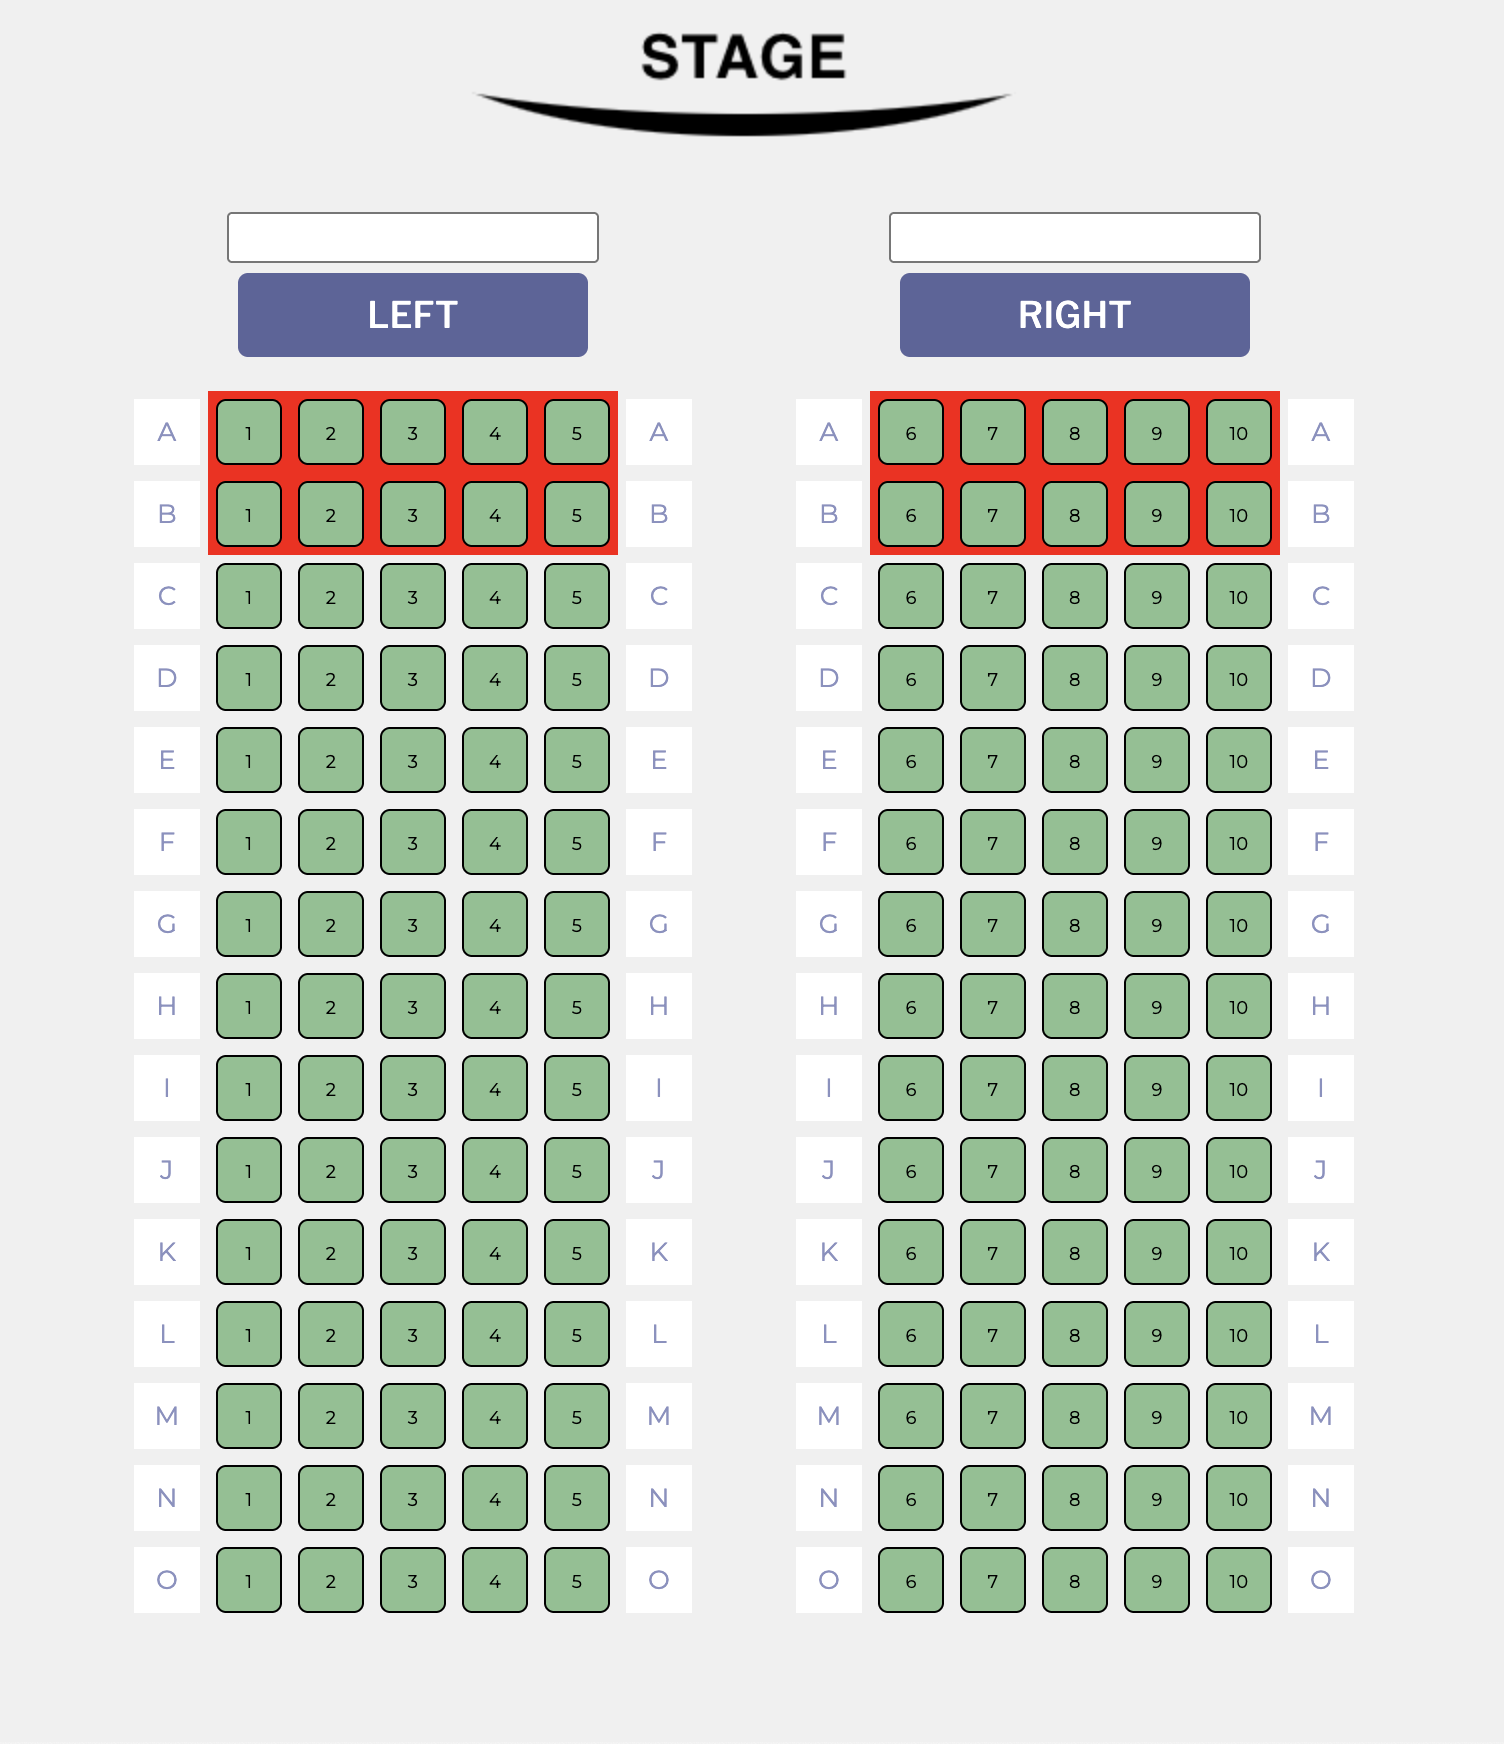 STAGE
LEFT RIGHT
A 1 2 3 4 5 A A 6 7 8 9 10 A
B 1 2 3 4 5 B B 6 7 8 9 10 B
C 1 2 3 4 5 C C 6 7 8 9 10 C
D 1 2 3 4 5 D D 6 7 8 9 10 D
E 1 2 3 4 5 E E 6 7 8 9 10 E
F 1 2 3 4 5 F F 6 7 8 9 10 F
G 1 2 3 4 5 G G 6 7 8 9 10 G
H 1 2 3 4 5 H H 6 7 8 9 10 H
I 1 2 3 4 5 I I 6 7 8 9 10 I
J 1 2 3 4 5 J J 6 7 8 9 10 J
K 1 2 3 4 5 K K 6 7 8 9 10 K
L 1 2 3 4 5 L L 6 7 8 9 10 L
M 1 2 3 4 5 M M 6 7 8 9 10 M
N 1 2 3 4 5 N N 6 7 8 9 10 N
O 1 2 3 4 5 O O 6 7 8 9 10 O